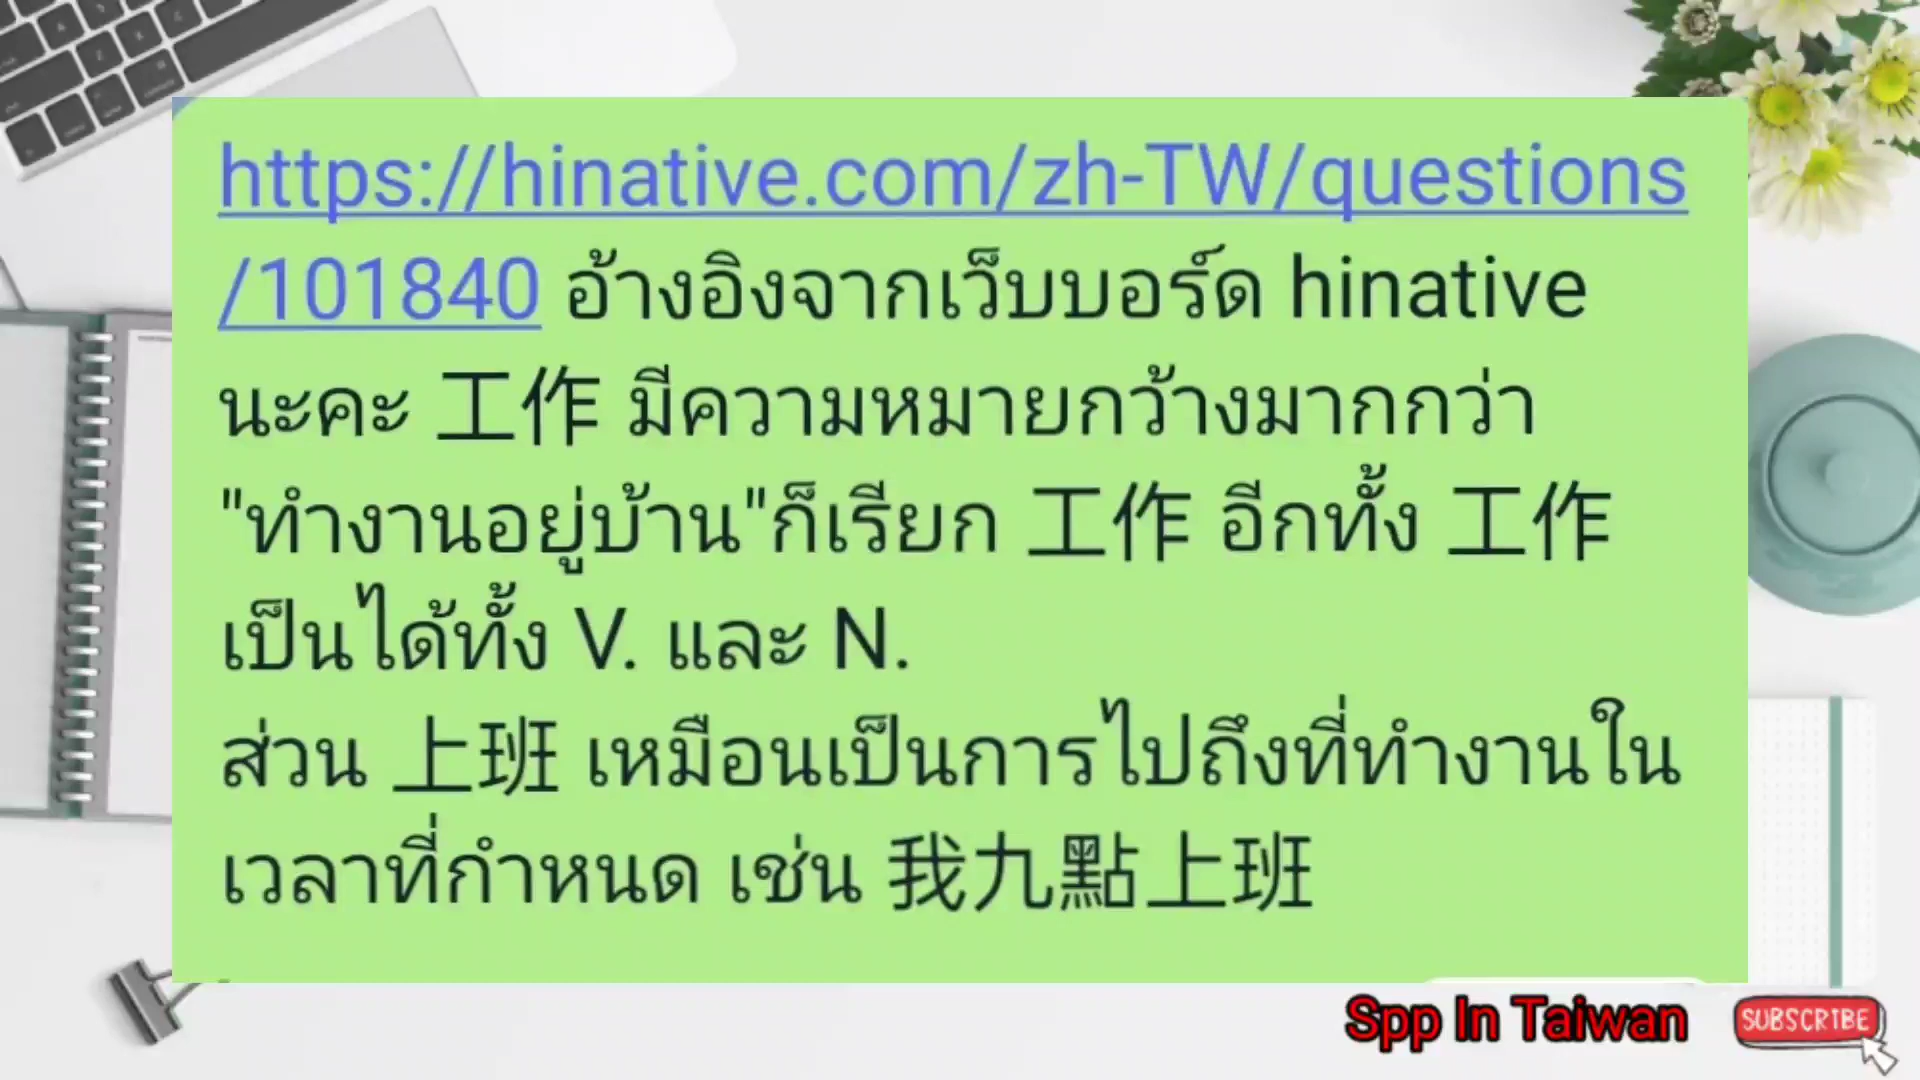 https://hinative.com/zh-TW/questions
/101840 อ้างอิงจากเว็บบอร์ด hinative
นะคะ 工作 มีความหมายกว้างมากกว่า
"ทำงานอยู่บ้าน"ก็เรียก 工作 อีกทั้ง 工作
เป็นได้ทั้ง V. และ N.
ส่วน 上班 เหมือนเป็นการไปถึงที่ทำงานใน
เวลาที่กำหนด เช่น 我九點上班
Spp In Taiwan
SUBSCRIBE